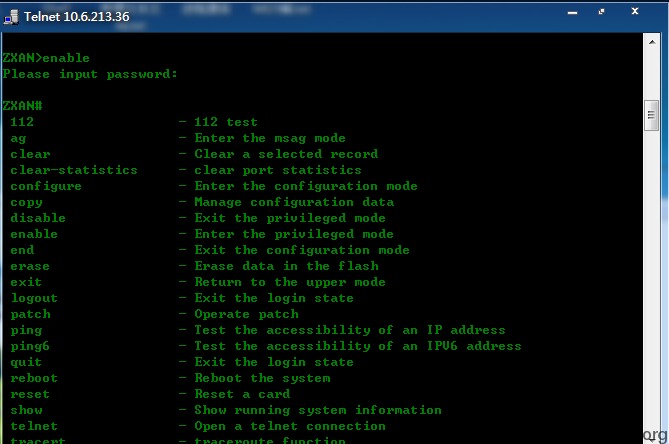 Telnet 10.6.213.36
ZXAN>enable
Please input password:
ZXAN#
112 - 112 test
ag - Enter the msag mode
clear - Clear a selected record
clear-statistics - clear port statistics
configure - Enter the configuration mode
copy - Manage configuration data
disable - Exit the privileged mode
enable - Enter the privileged mode
end - Exit the configuration mode
erase - Erase data in the flash
exit - Return to the upper mode
logout - Exit the login state
patch - Operate patch
ping - Test the accessibility of an IP address
ping6 - Test the accessibility of an IPV6 address
quit - Exit the login state
reboot - Reboot the system
reset - Reset a card
show - Show running system information
telnet - Open a telnet connection
tracert - traceroute function
org